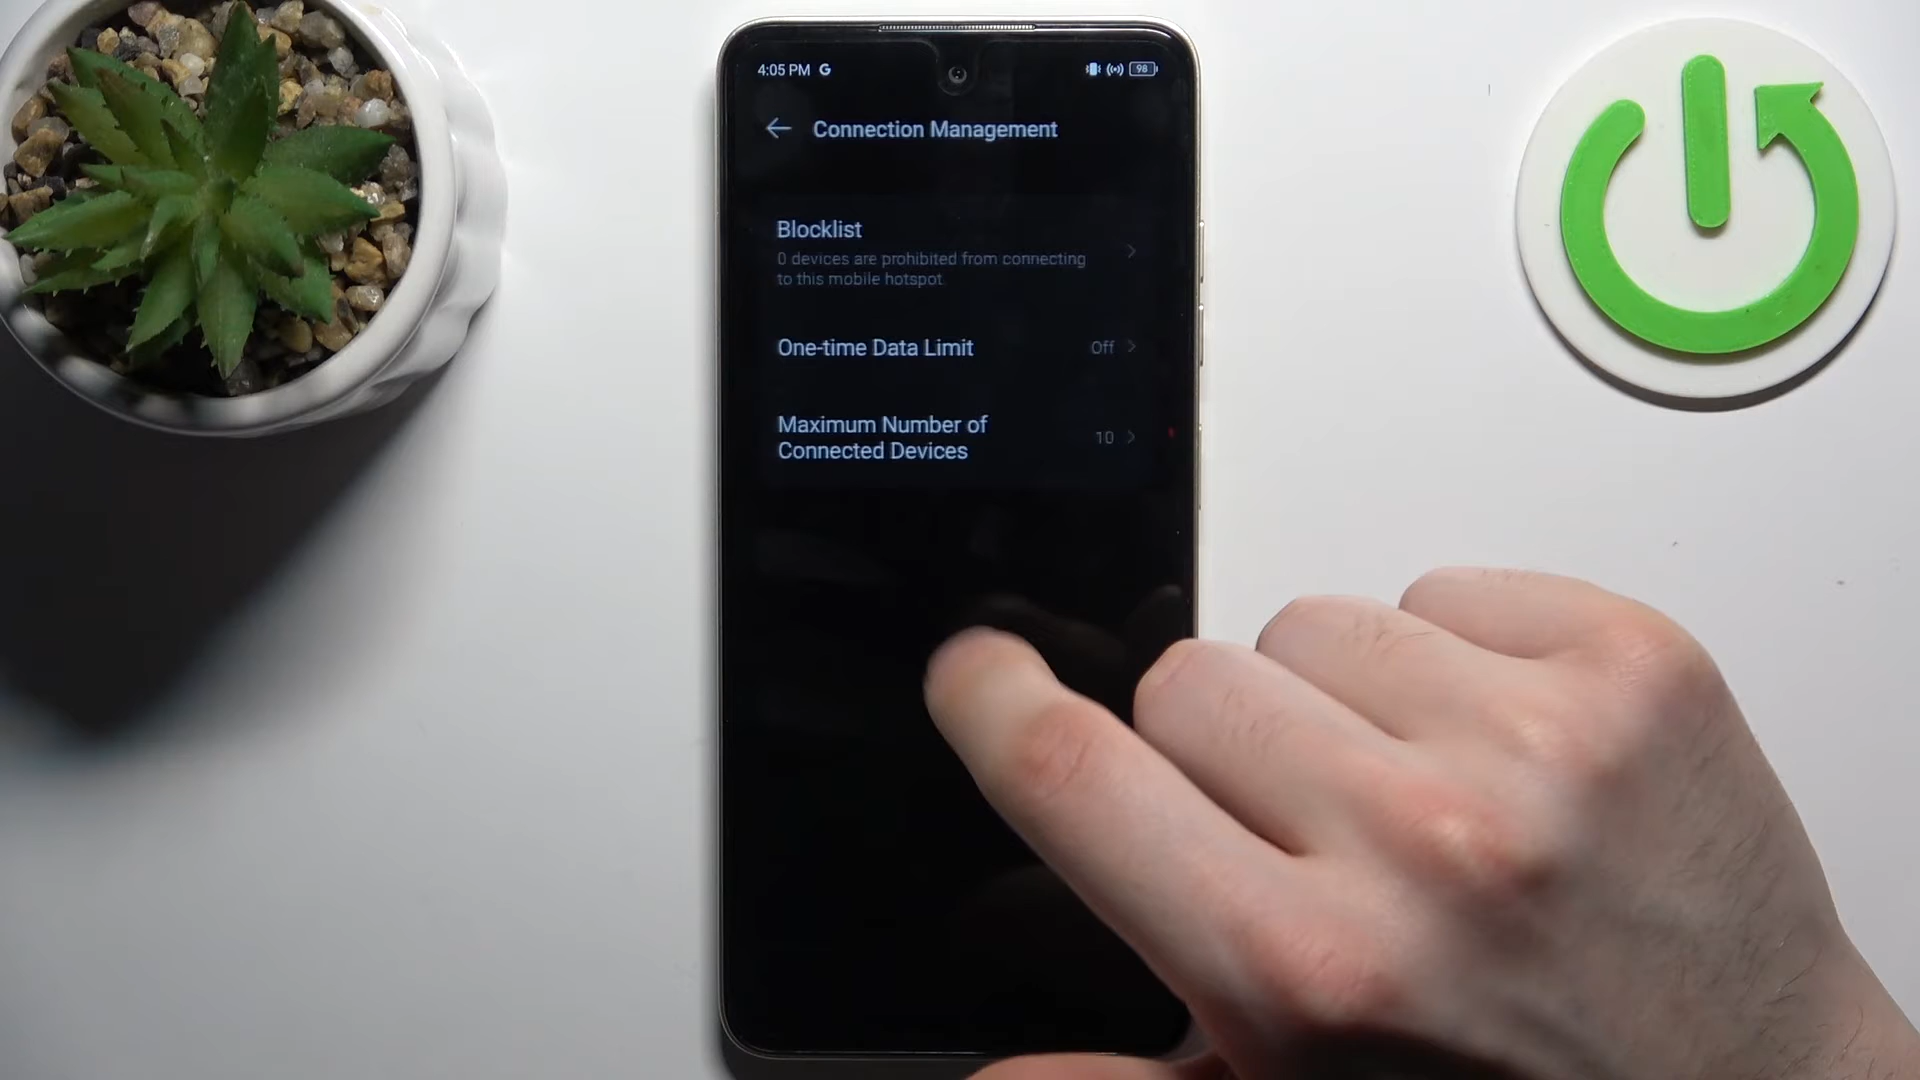 4:05 PM G 98
Connection Management
Blocklist
0 devices are prohibited from connecting
to this mobile hotspot.
One-time Data Limit Off
Maximum Number of
Connected Devices 10